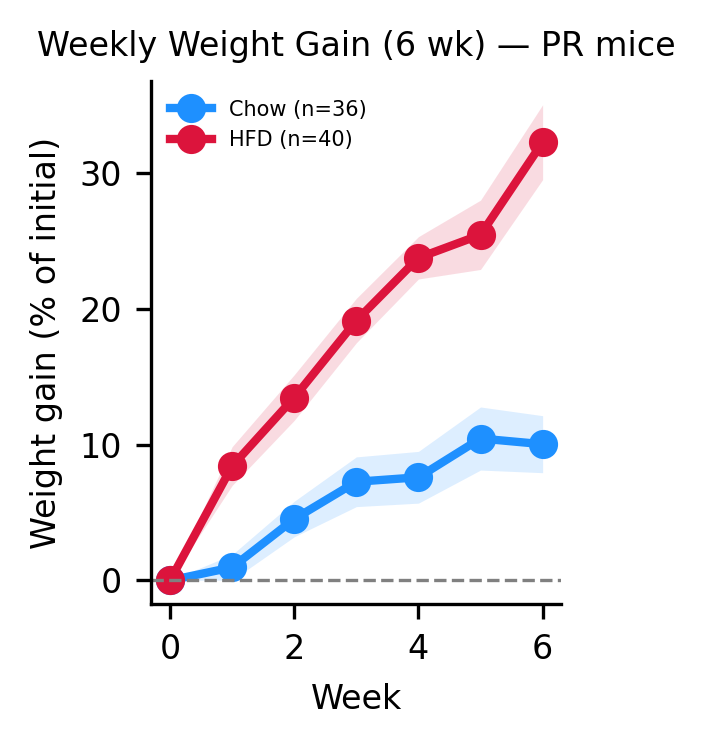 Weekly Weight Gain (6 wk) — PR mice
Chow (n=36)
HFD (n=40)
Weight gain (% of initial)
30
20
10
0
0 2 4 6
Week